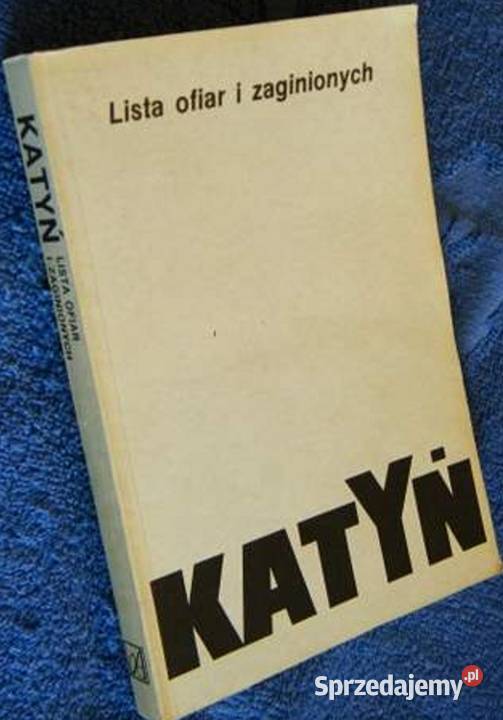 Lista ofiar i zaginionych
KATYŃ
KATYŃ
LISTA OFIAR
I ZAGINIONYCH
Sprzedajemy.pl